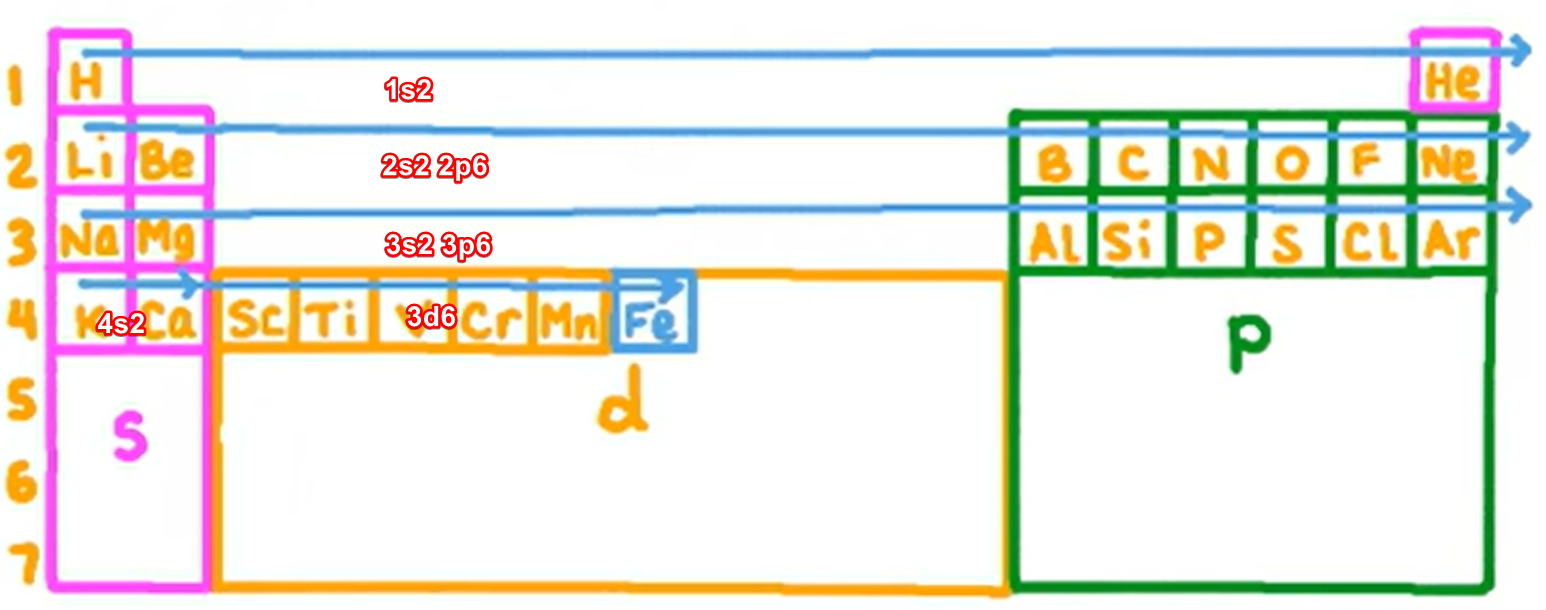 1 H 1s2 He
2 Li Be 2s2 2p6 B C N O F Ne
3 Na Mg 3s2 3p6 Al Si P S Cl Ar
4 K 4s2 Ca Sc Ti V 3d6 Cr Mn Fe p
5 s d
6
7